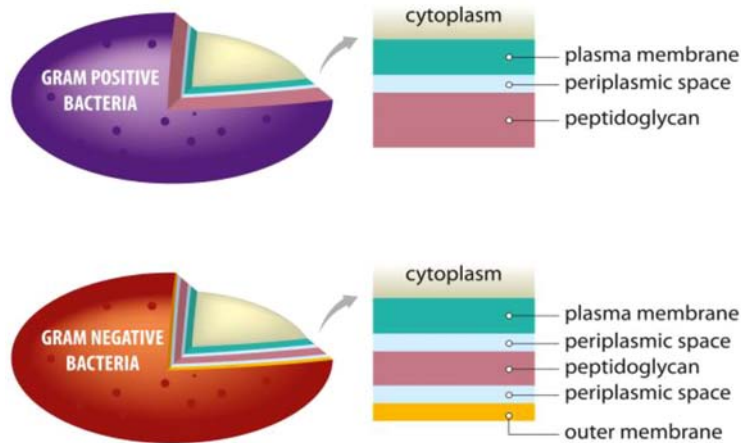 GRAM POSITIVE
BACTERIA
cytoplasm
plasma membrane
periplasmic space
peptidoglycan
GRAM NEGATIVE
BACTERIA
cytoplasm
plasma membrane
periplasmic space
peptidoglycan
periplasmic space
outer membrane